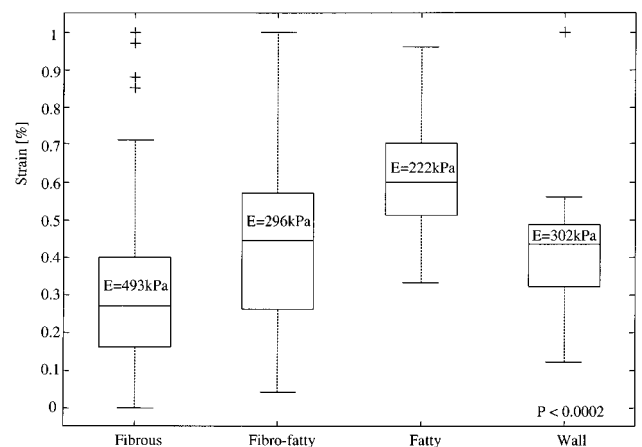 1
0.9
0.8
0.7
0.6
0.5
0.4
0.3
0.2
0.1
0
Strain [%]
E=493kPa
E=296kPa
E=222kPa
E=302kPa
P < 0.0002
Fibrous
Fibro-fatty
Fatty
Wall